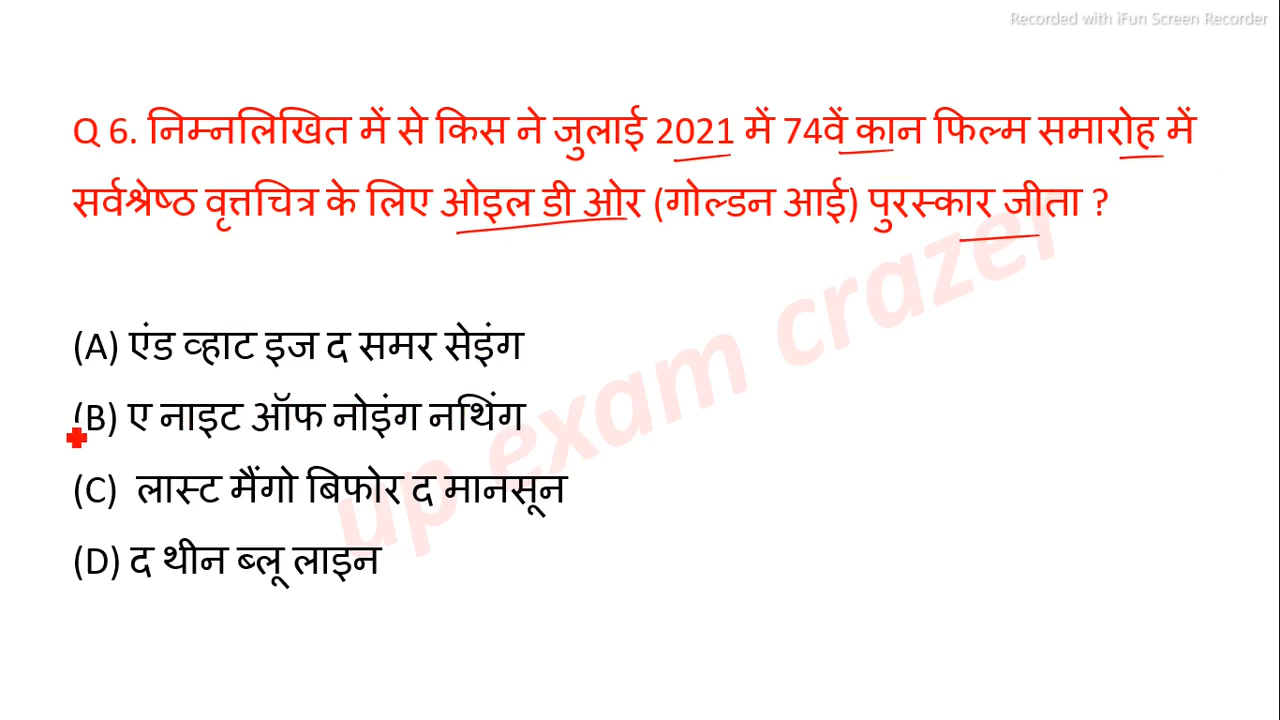 Recorded with iFun Screen Recorder
Q 6. निम्नलिखित में से किस ने जुलाई 2021 में 74वें कान फिल्म समारोह में
सर्वश्रेष्ठ वृत्तचित्र के लिए ओइल डी ओर (गोल्डन आई) पुरस्कार जीता ?
(A) एंड व्हाट इज द समर सेइंग
(B) ए नाइट ऑफ नोइंग नथिंग
(C) लास्ट मैंगो बिफोर द मानसून
(D) द थीन ब्लू लाइन
up exam crazer